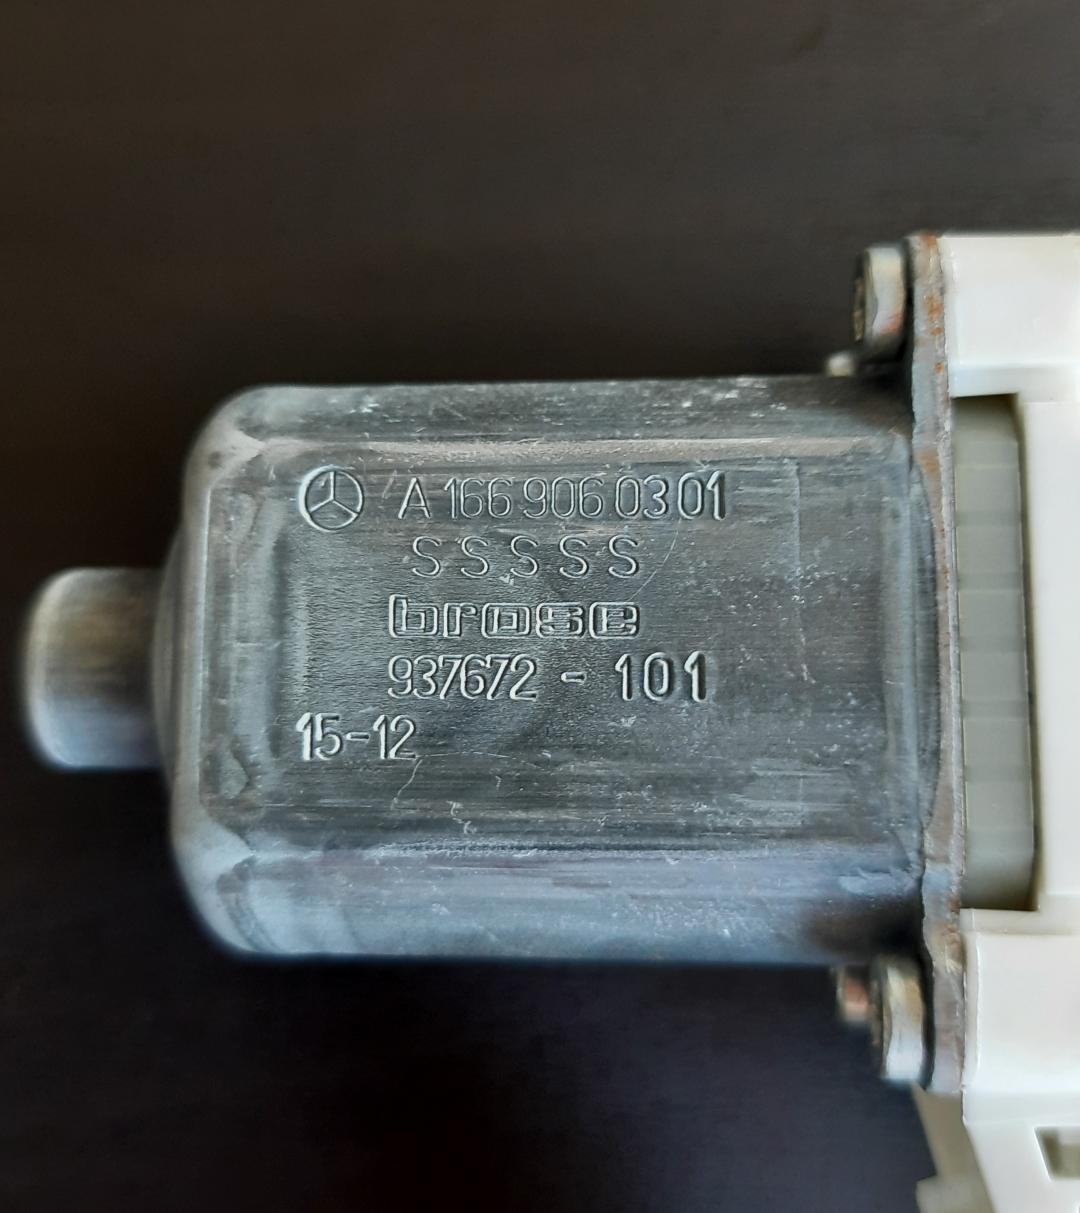 A 166 906 03 01
S S S S S
brose
937672 - 101
15-12